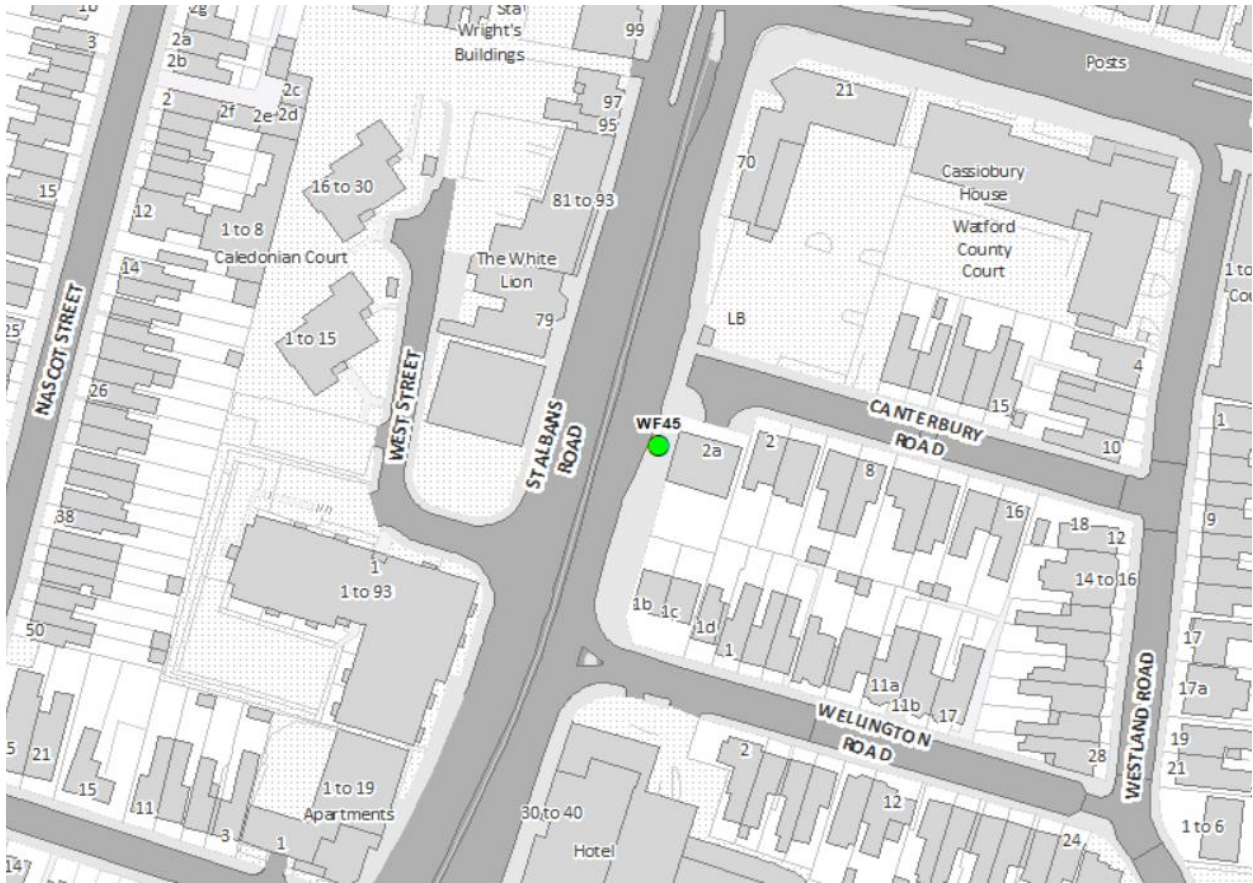 1b
3
2g
2a
2b
2
2f
2e
2c
2d
Sta
Wright's
Buildings
99
97
95
81 to 93
21
Posts
70
Cassiobury
House
Watford
County
Court
15
12
1 to 8
16 to 30
Caledonian Court
14
The White
Lion
79
1 to 15
LB
25
26
NASCOT STREET
WEST STREET
ST ALBANS
ROAD
WF45
CANTERBURY
ROAD
15
4
10
1
2a
2
8
16
18
12
14 to 16
9
38
1
1 to 93
50
1b
1c
1d
1
11a
11b
17
WELLINGTON
ROAD
WESTLAND ROAD
17
17a
19
21
28
21
15
11
3
1
1 to 19
Apartments
30 to 40
Hotel
2
12
24
1 to 6
14